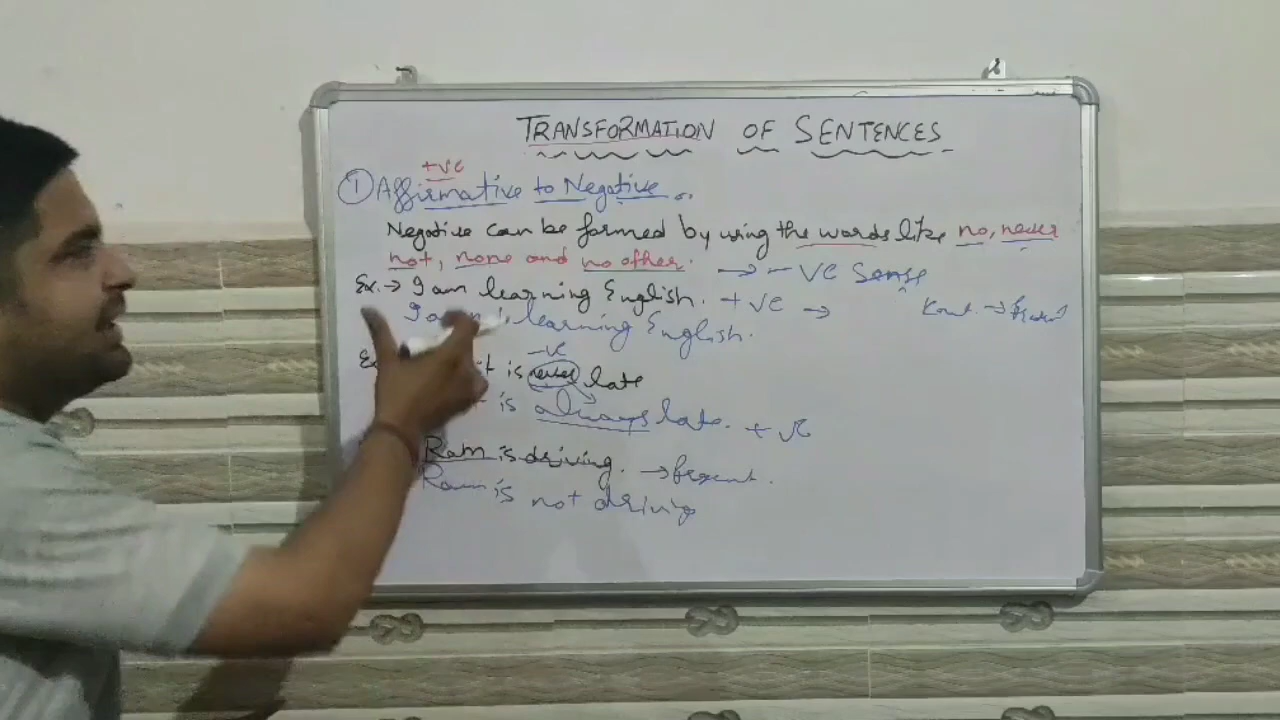 TRANSFORMATION OF SENTENCES
+ve
① Affirmative to Negative..
Negative can be formed by using the words like no, never
not, none and no other. → -ve Sense
Ex. → I am learning English. + ve →
I am learning English.
-ve
is never late
is always late. + ve
Ram is driving. → Present.
Ram is not driving